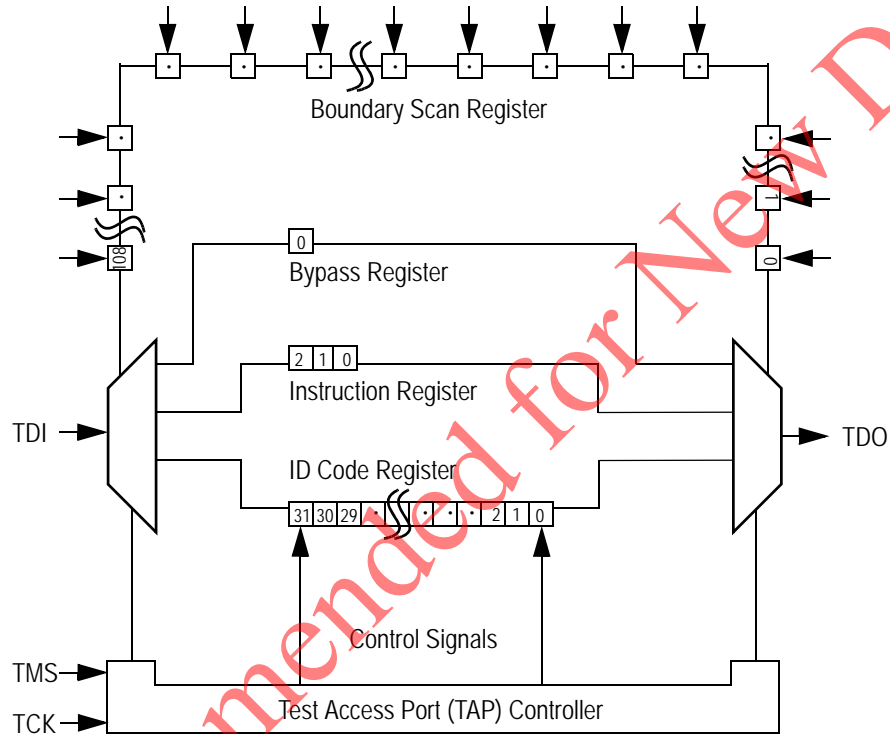 Boundary Scan Register
1
108
0
0
Bypass Register
2 1 0
Instruction Register
TDI
TDO
ID Code Register
31 30 29 · · · · 2 1 0
Control Signals
TMS
Test Access Port (TAP) Controller
TCK
mended for New D